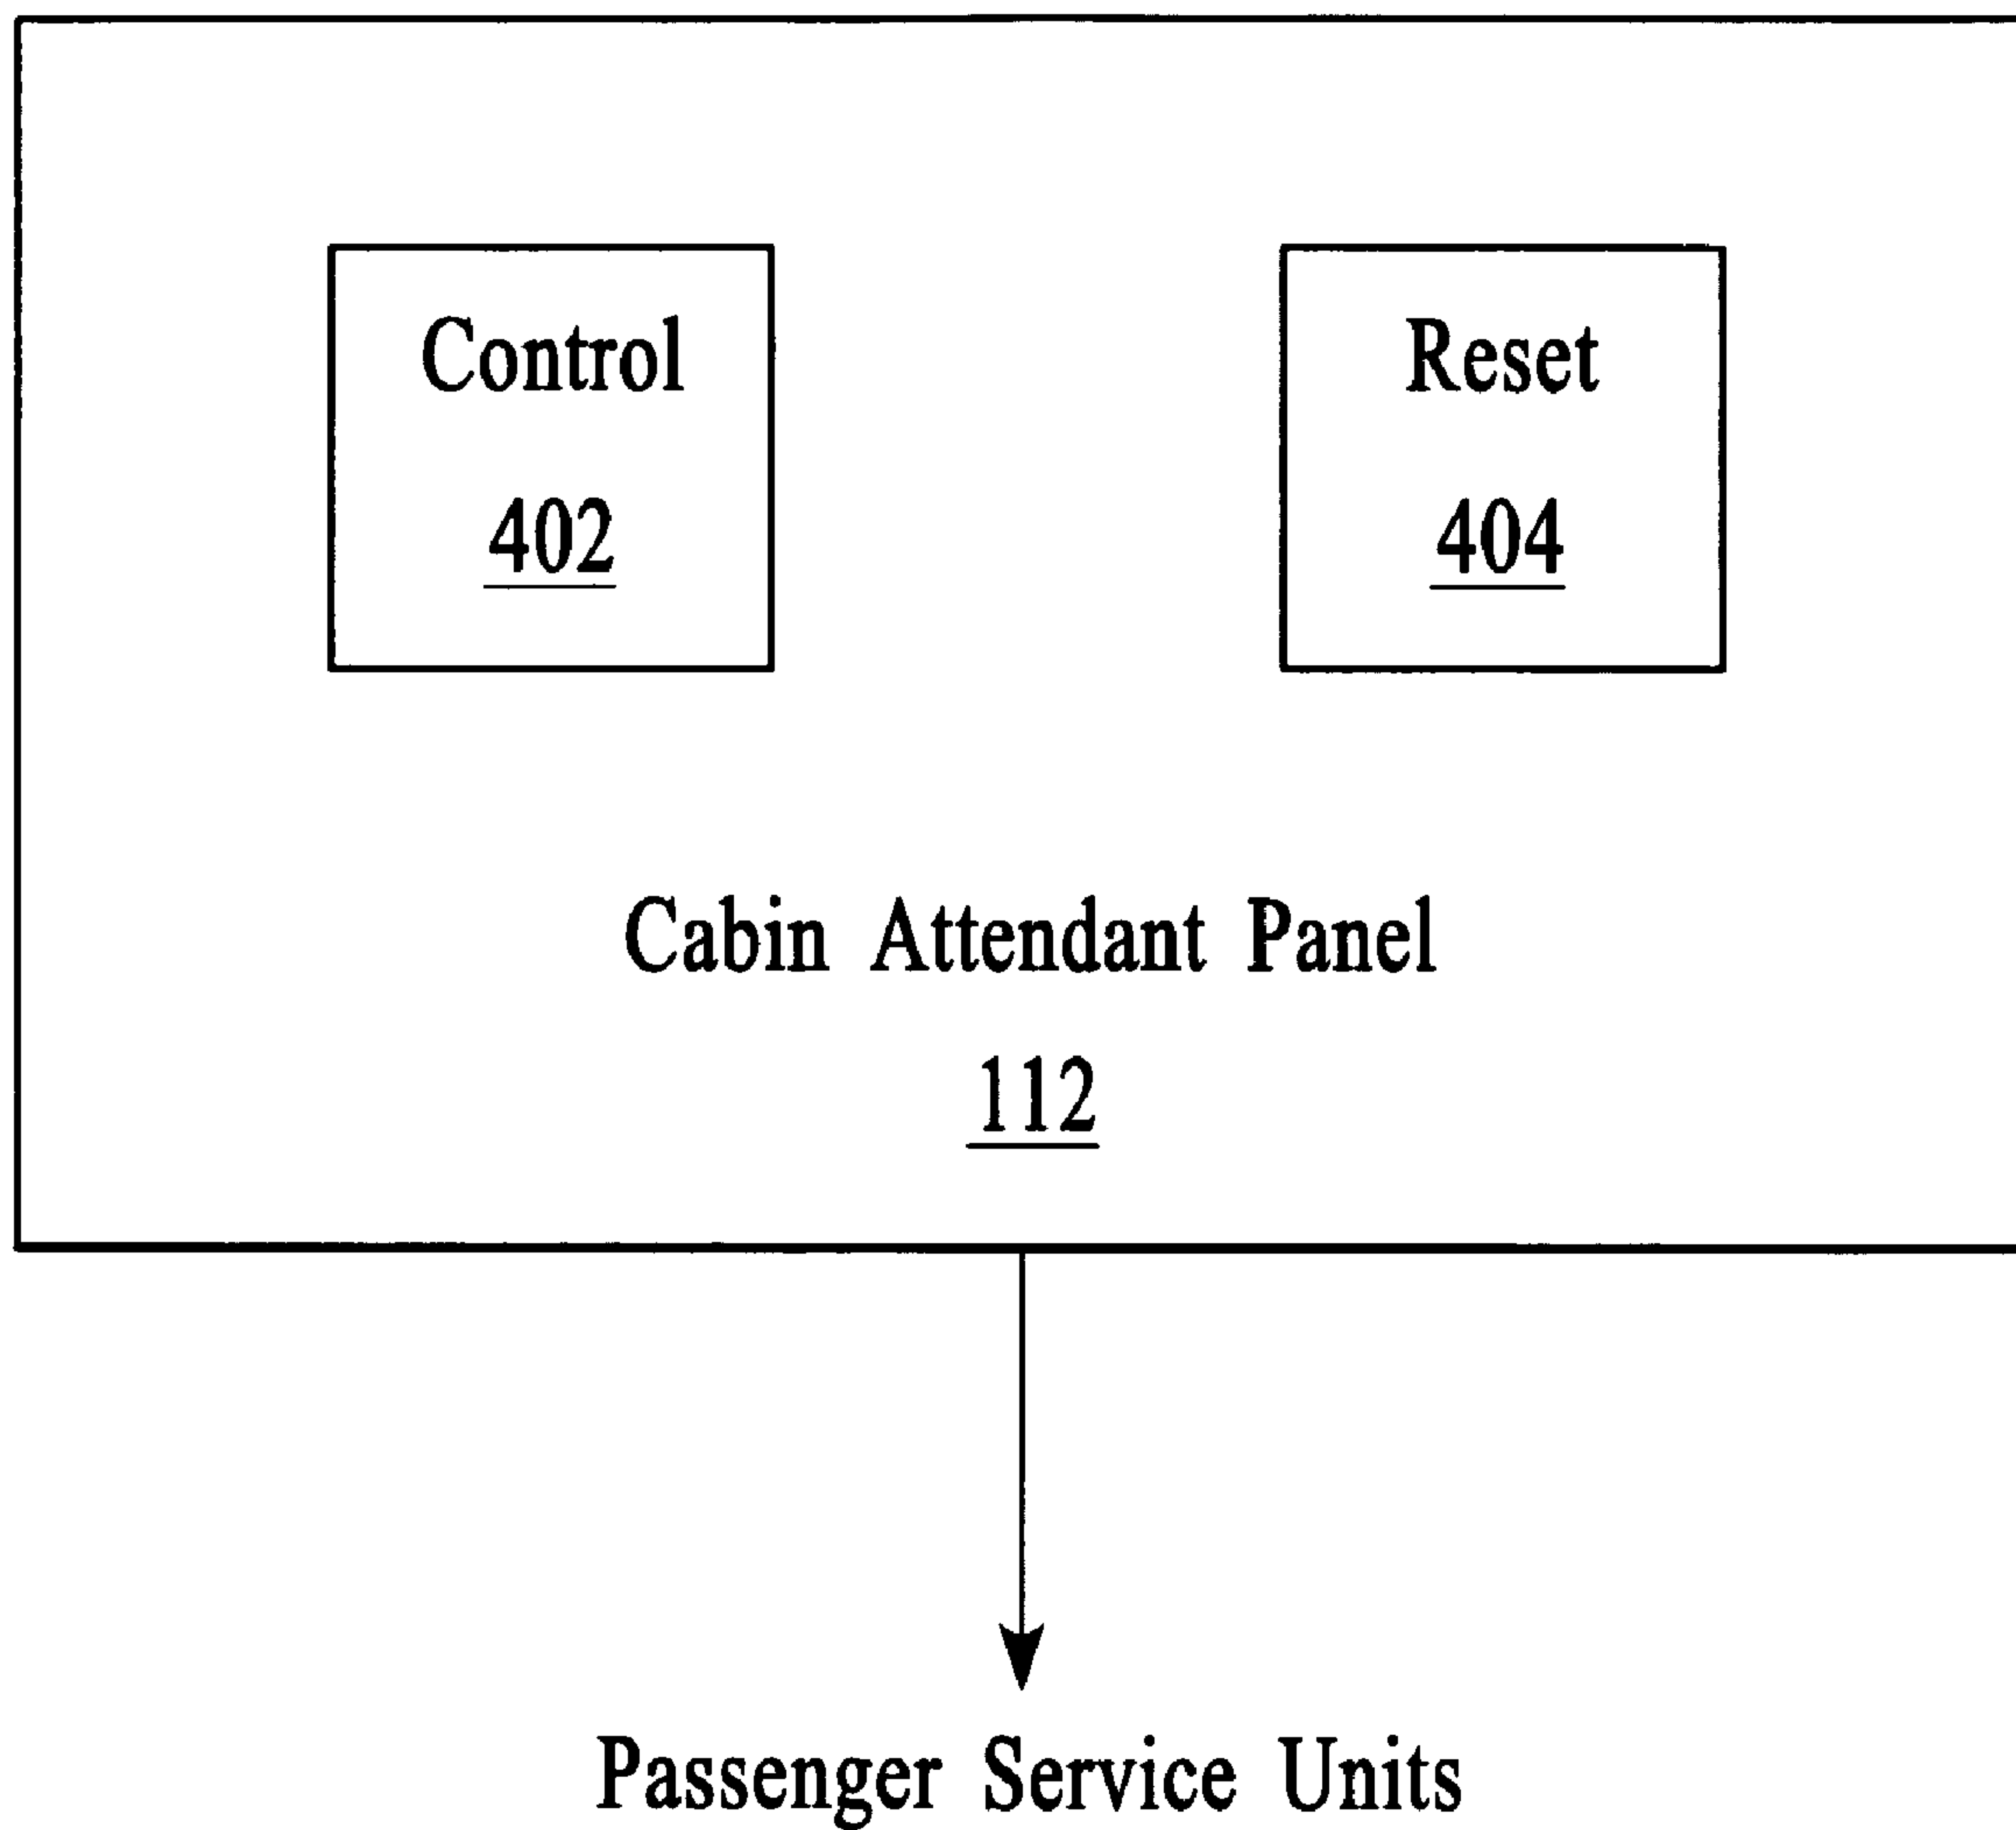 Control
402
Reset
404
Cabin Attendant Panel
112
Passenger Service Units